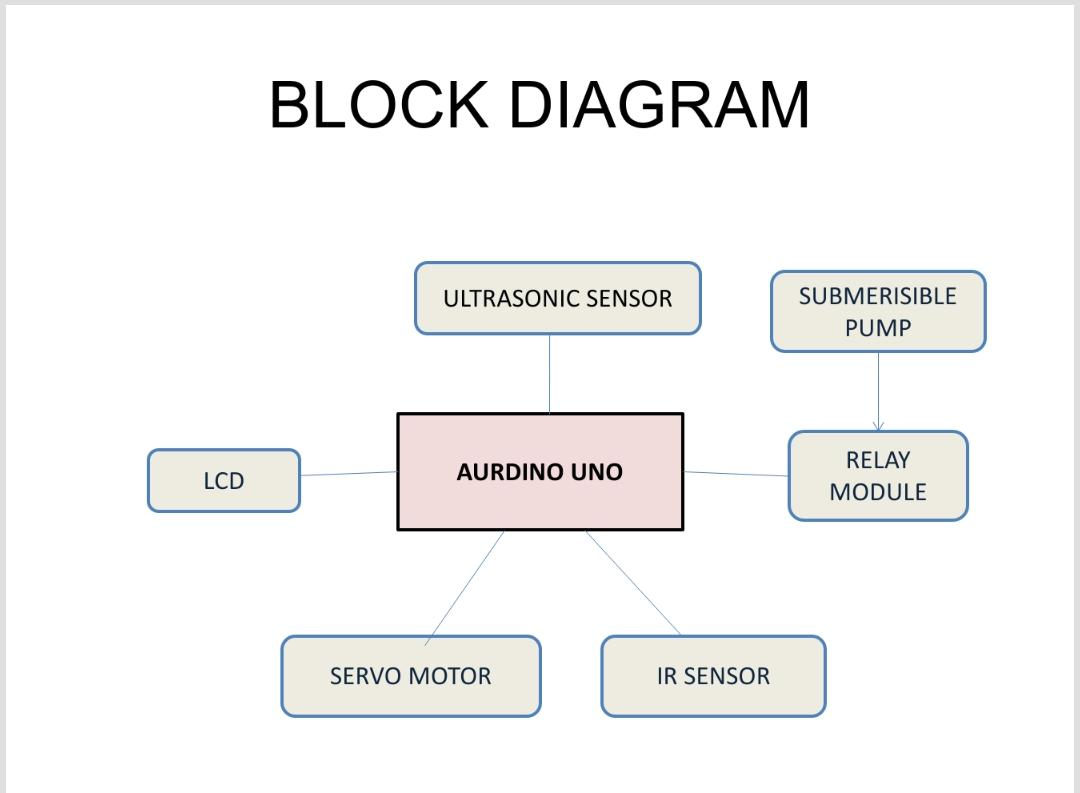 BLOCK DIAGRAM
ULTRASONIC SENSOR
SUBMERISIBLE
PUMP
LCD
AURDINO UNO
RELAY
MODULE
SERVO MOTOR
IR SENSOR